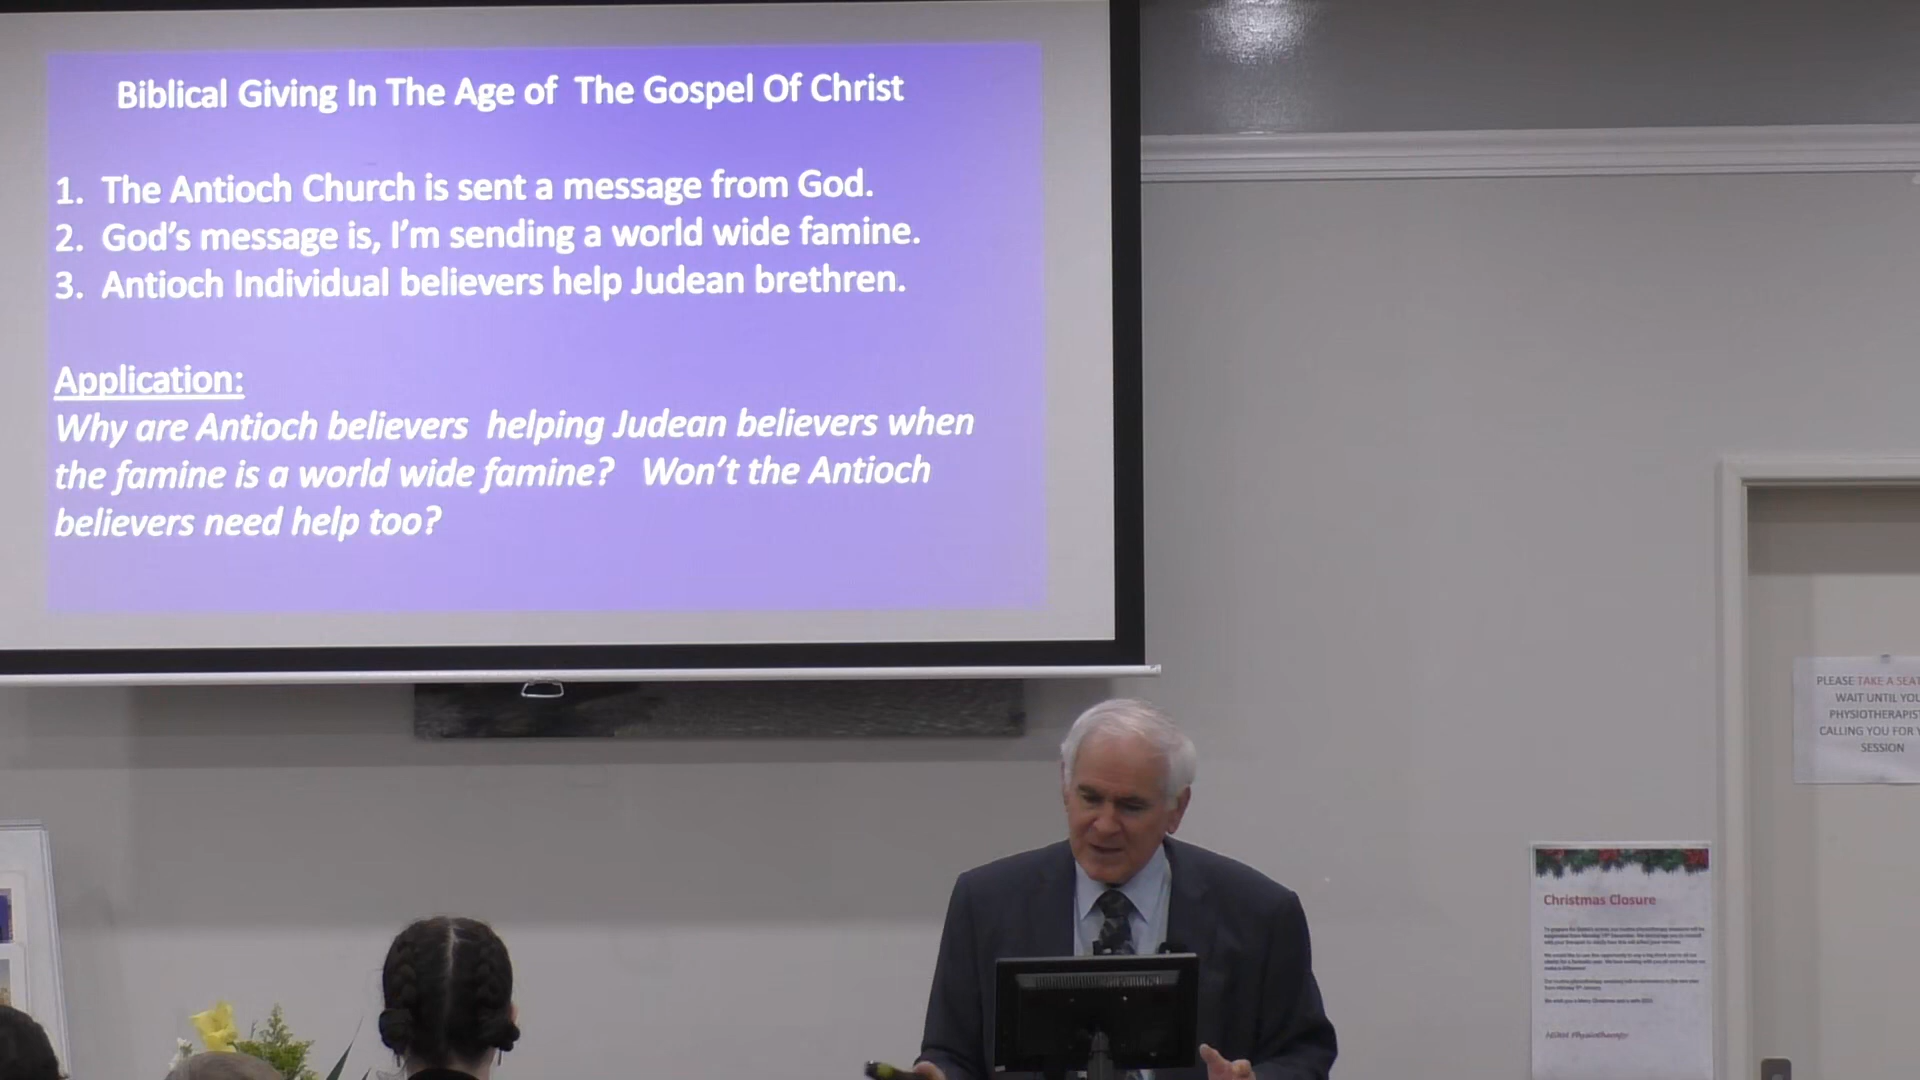 Biblical Giving In The Age of The Gospel Of Christ
1. The Antioch Church is sent a message from God.
2. God's message is, I'm sending a world wide famine.
3. Antioch Individual believers help Judean brethren.
Application:
Why are Antioch believers helping Judean believers when
the famine is a world wide famine? Won't the Antioch
believers need help too?
PLEASE TAKE A SEAT
WAIT UNTIL YOU
PHYSIOTHERAPIST
CALLING YOU FOR
SESSION
Christmas Closure